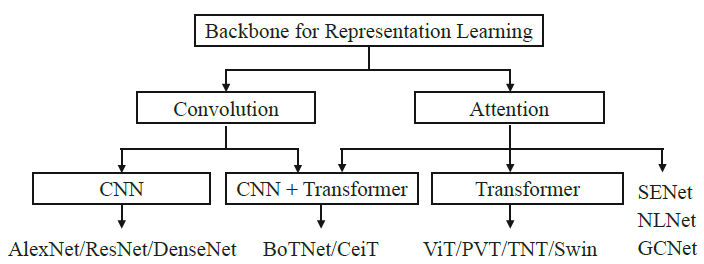 Backbone for Representation Learning
Convolution
Attention
CNN
CNN + Transformer
Transformer
SENet
NLNet
GCNet
AlexNet/ResNet/DenseNet
BoTNet/CeiT
ViT/PVT/TNT/Swin